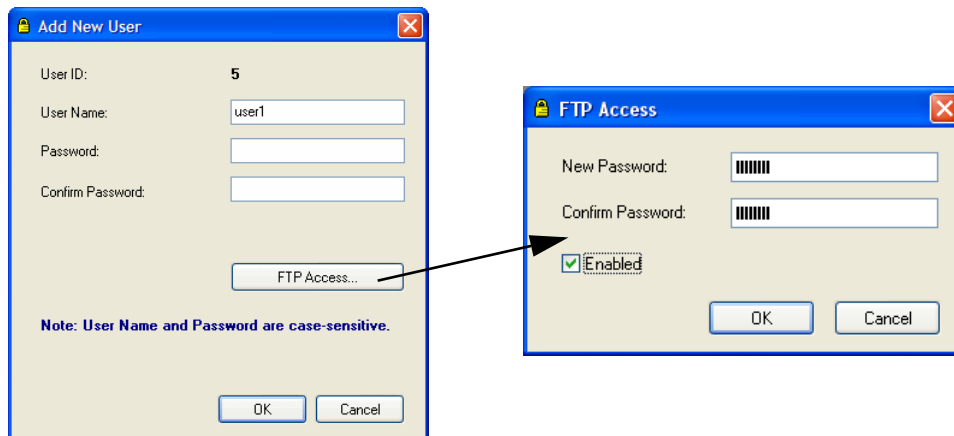 Add New User
User ID: 5
User Name: user1
Password:
Confirm Password:
FTP Access...
Note: User Name and Password are case-sensitive.
OK Cancel
FTP Access
New Password:
Confirm Password:
Enabled
OK Cancel